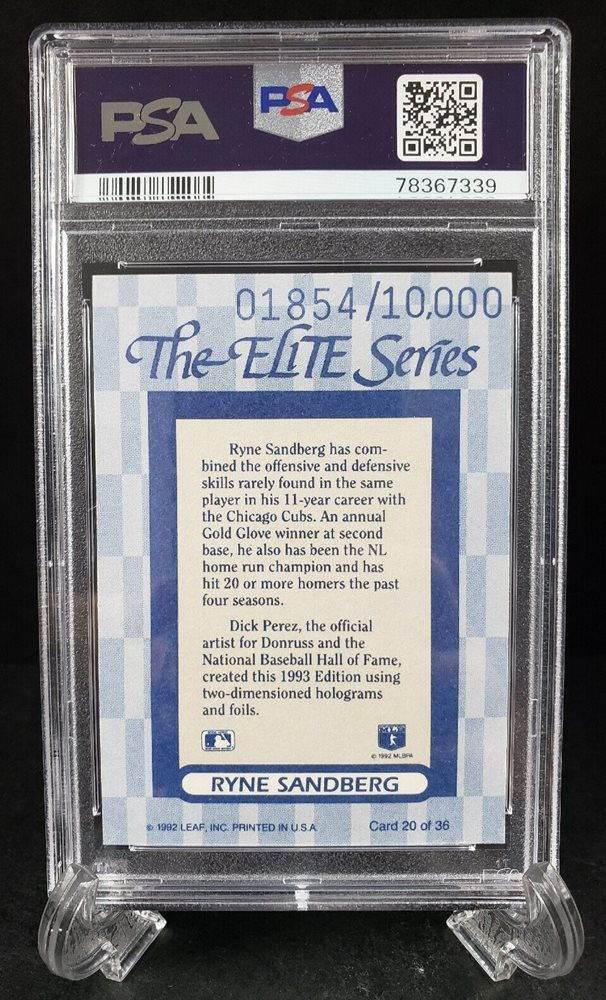 PSA
PSA
78367339
01854/10,000
The ELITE Series
Ryne Sandberg has com-
bined the offensive and defensive
skills rarely found in the same
player in his 11-year career with
the Chicago Cubs. An annual
Gold Glove winner at second
base, he also has been the NL
home run champion and has
hit 20 or more homers the past
four seasons.
Dick Perez, the official
artist for Donruss and the
National Baseball Hall of Fame,
created this 1993 Edition using
two-dimensioned holograms
and foils.
© 1992 MLBPA
RYNE SANDBERG
© 1992 LEAF, INC. PRINTED IN U.S.A.
Card 20 of 36